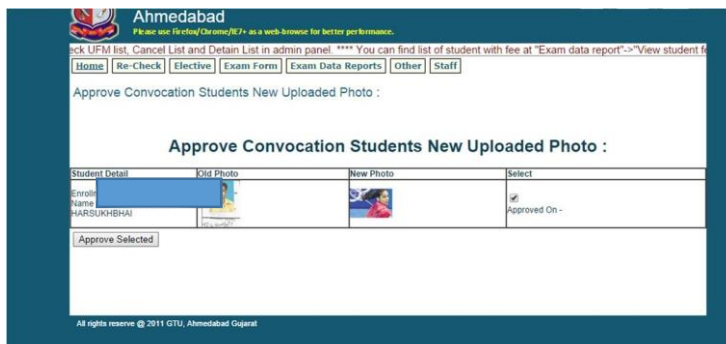 Ahmedabad
Please use Firefox/Chrome/IE7+ as a web-browse for better performance.
eck UFM list, Cancel List and Detain List in admin panel. **** You can find list of student with fee at "Exam data report"->"View student fe
Home Re-Check Elective Exam Form Exam Data Reports Other Staff
Approve Convocation Students New Uploaded Photo :
Approve Convocation Students New Uploaded Photo :
Student Detail Old Photo New Photo Select
Enrollm
Name
HARSUKHBHAI
Approved On -
Approve Selected
All rights reserve @ 2011 GTU, Ahmedabad Gujarat